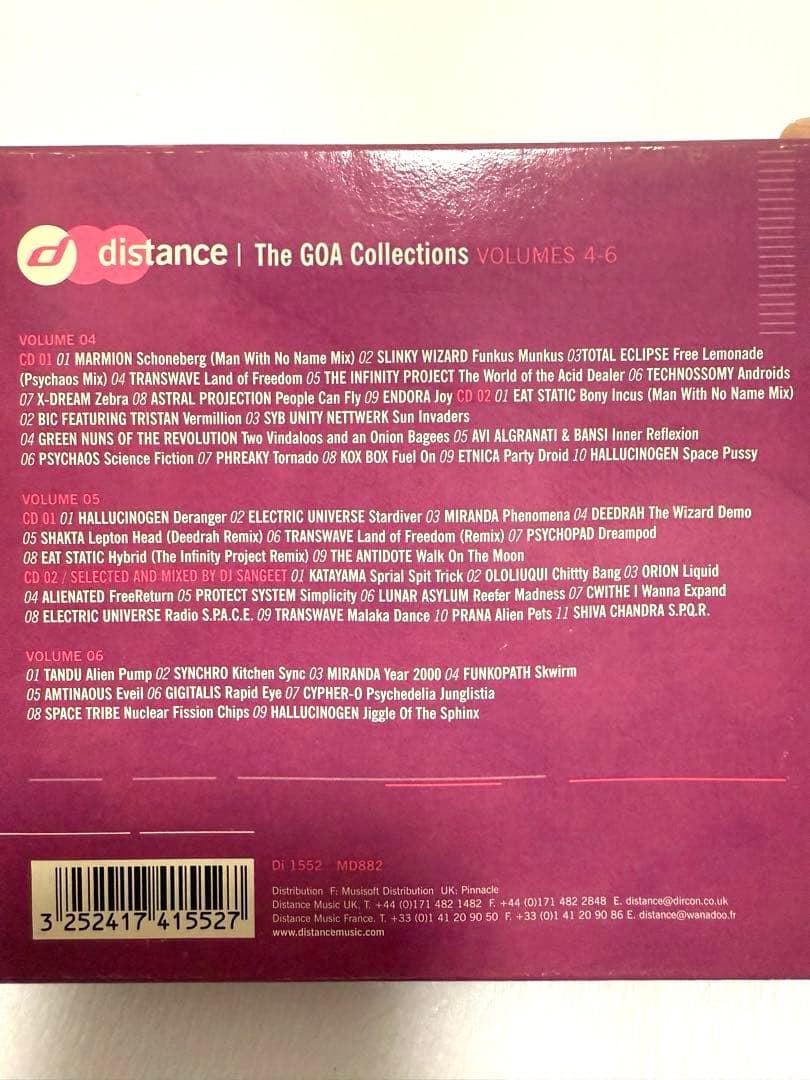 d distance | The GOA Collections VOLUMES 4-6
VOLUME 04
CD 01 01 MARMION Schoneberg (Man With No Name Mix) 02 SLINKY WIZARD Funkus Munkus 03TOTAL ECLIPSE Free Lemonade
(Psychaos Mix) 04 TRANSWAVE Land of Freedom 05 THE INFINITY PROJECT The World of the Acid Dealer 06 TECHNOSSOMY Androids
07 X-DREAM Zebra 08 ASTRAL PROJECTION People Can Fly 09 ENDORA Joy CD 02 01 EAT STATIC Bony Incus (Man With No Name Mix)
02 BIC FEATURING TRISTAN Vermillion 03 SYB UNITY NETTWERK Sun Invaders
04 GREEN NUNS OF THE REVOLUTION Two Vindaloos and an Onion Bagees 05 AVI ALGRANATI & BANSI Inner Reflexion
06 PSYCHAOS Science Fiction 07 PHREAKY Tornado 08 KOX BOX Fuel On 09 ETNICA Party Droid 10 HALLUCINOGEN Space Pussy
VOLUME 05
CD 01 01 HALLUCINOGEN Deranger 02 ELECTRIC UNIVERSE Stardiver 03 MIRANDA Phenomena 04 DEEDRAH The Wizard Demo
05 SHAKTA Lepton Head (Deedrah Remix) 06 TRANSWAVE Land of Freedom (Remix) 07 PSYCHOPAD Dreampod
08 EAT STATIC Hybrid (The Infinity Project Remix) 09 THE ANTIDOTE Walk On The Moon
CD 02 / SELECTED AND MIXED BY DJ SANGEET 01 KATAYAMA Sprial Spit Trick 02 OLOLIUQUI Chittty Bang 03 ORION Liquid
04 ALIENATED FreeReturn 05 PROTECT SYSTEM Simplicity 06 LUNAR ASYLUM Reefer Madness 07 CWITHE I Wanna Expand
08 ELECTRIC UNIVERSE Radio S.P.A.C.E. 09 TRANSWAVE Malaka Dance 10 PRANA Alien Pets 11 SHIVA CHANDRA S.P.Q.R.
VOLUME 06
01 TANDU Alien Pump 02 SYNCHRO Kitchen Sync 03 MIRANDA Year 2000 04 FUNKOPATH Skwirm
05 AMTINAOUS Eveil 06 GIGITALIS Rapid Eye 07 CYPHER-O Psychedelia Junglistia
08 SPACE TRIBE Nuclear Fission Chips 09 HALLUCINOGEN Jiggle Of The Sphinx
Di 1552 MD882
Distribution F: Musisoft Distribution UK: Pinnacle
Distance Music UK. T. +44 (0)171 482 1482 F. +44 (0)171 482 2848 E. distance@dircon.co.uk
Distance Music France. T. +33 (0)1 41 20 90 50 F. +33 (0)1 41 20 90 86 E. distance@wanadoo.fr
www.distancemusic.com
3 252417 415527